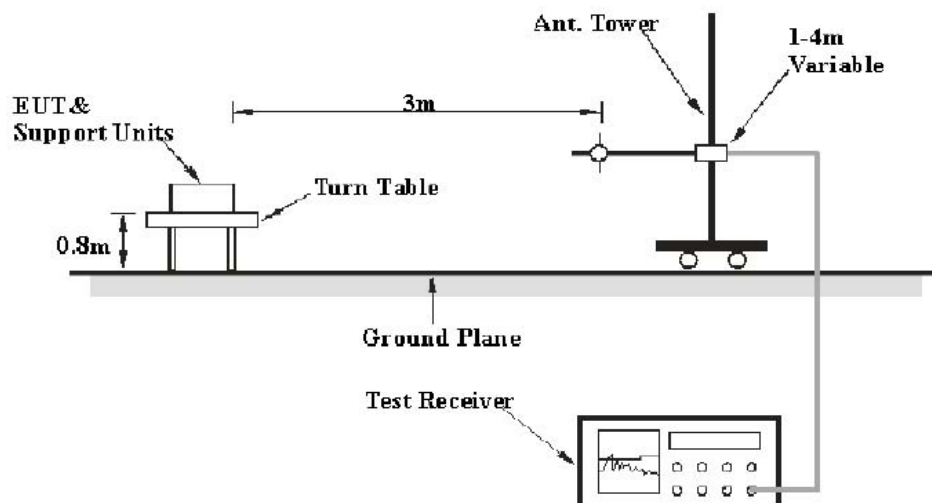 Ant. Tower
1-4m
Variable
EUT&
Support Units
3m
Turn Table
0.8m
Ground Plane
Test Receiver